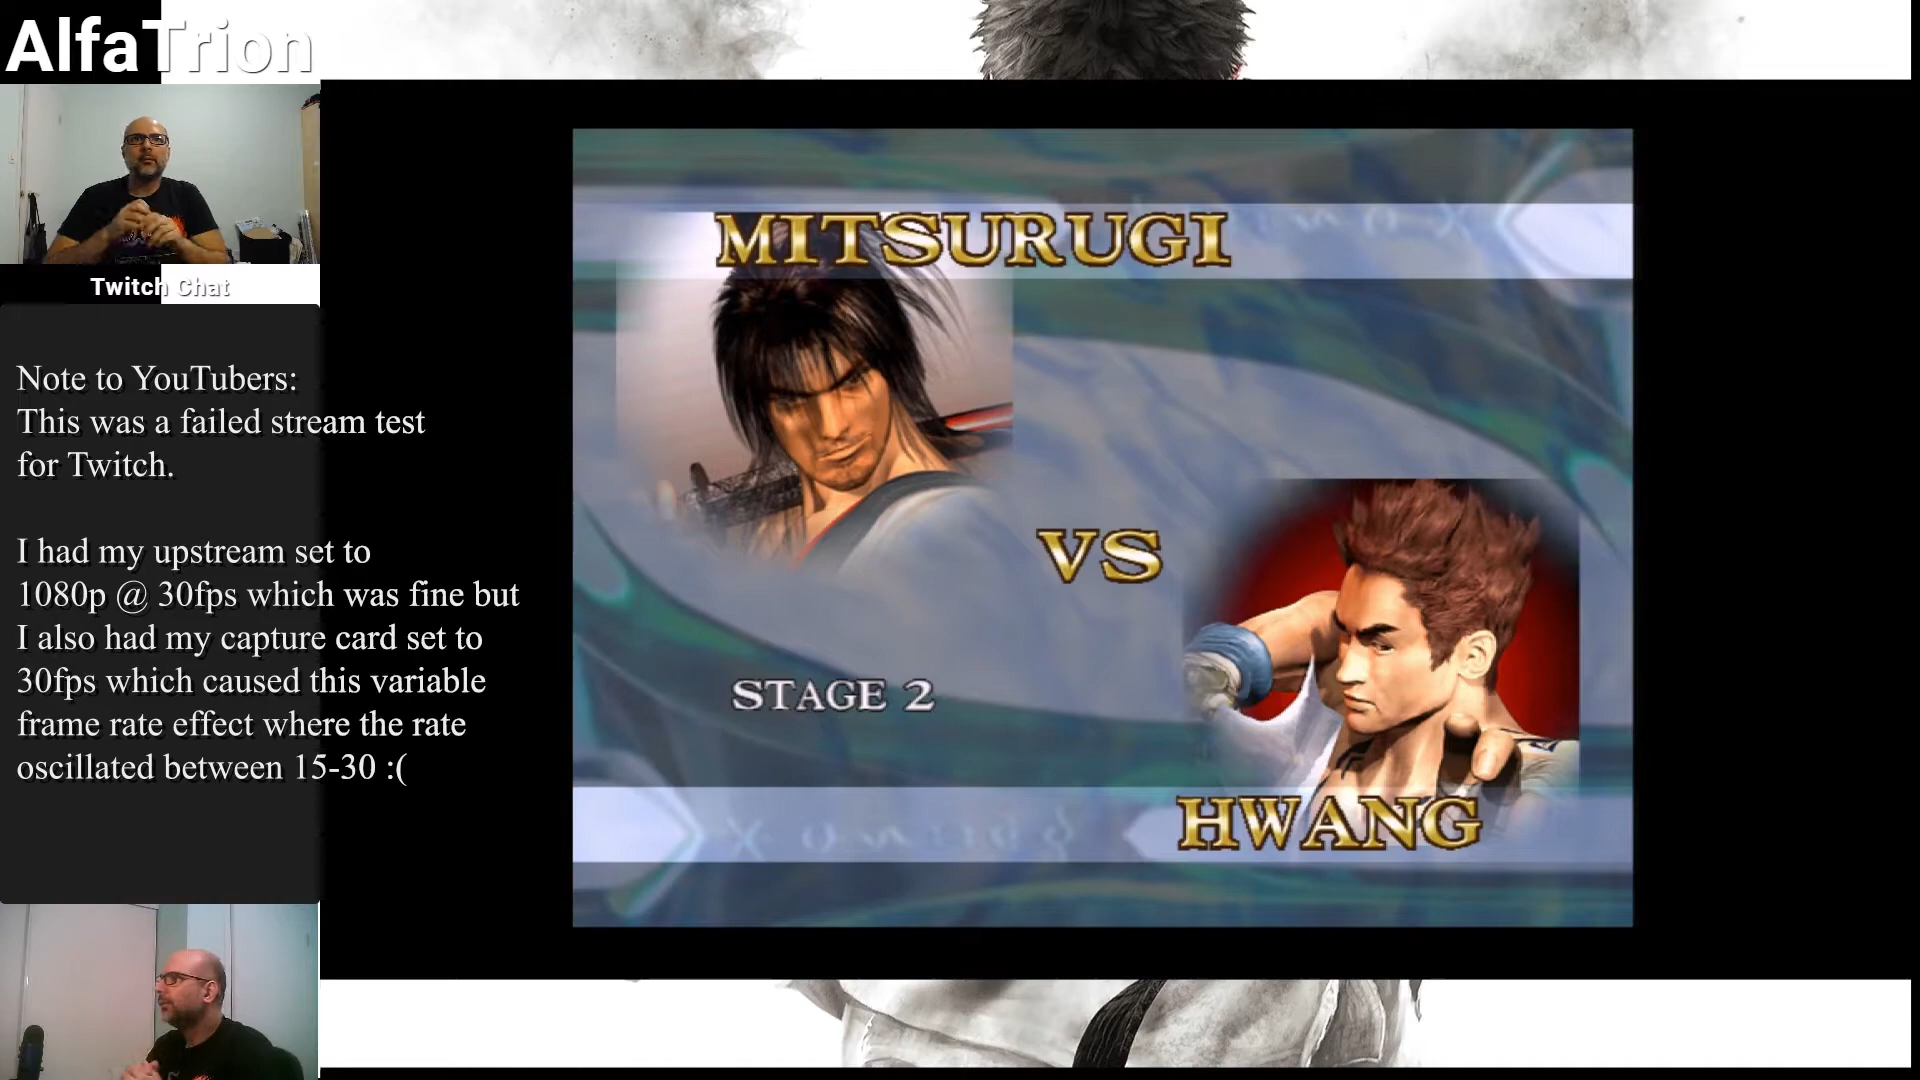 AlfaTrion
Twitch Chat
Note to YouTubers:
This was a failed stream test
for Twitch.
I had my upstream set to
1080p @ 30fps which was fine but
I also had my capture card set to
30fps which caused this variable
frame rate effect where the rate
oscillated between 15-30 :(
MITSURUGI
VS
STAGE 2
HWANG